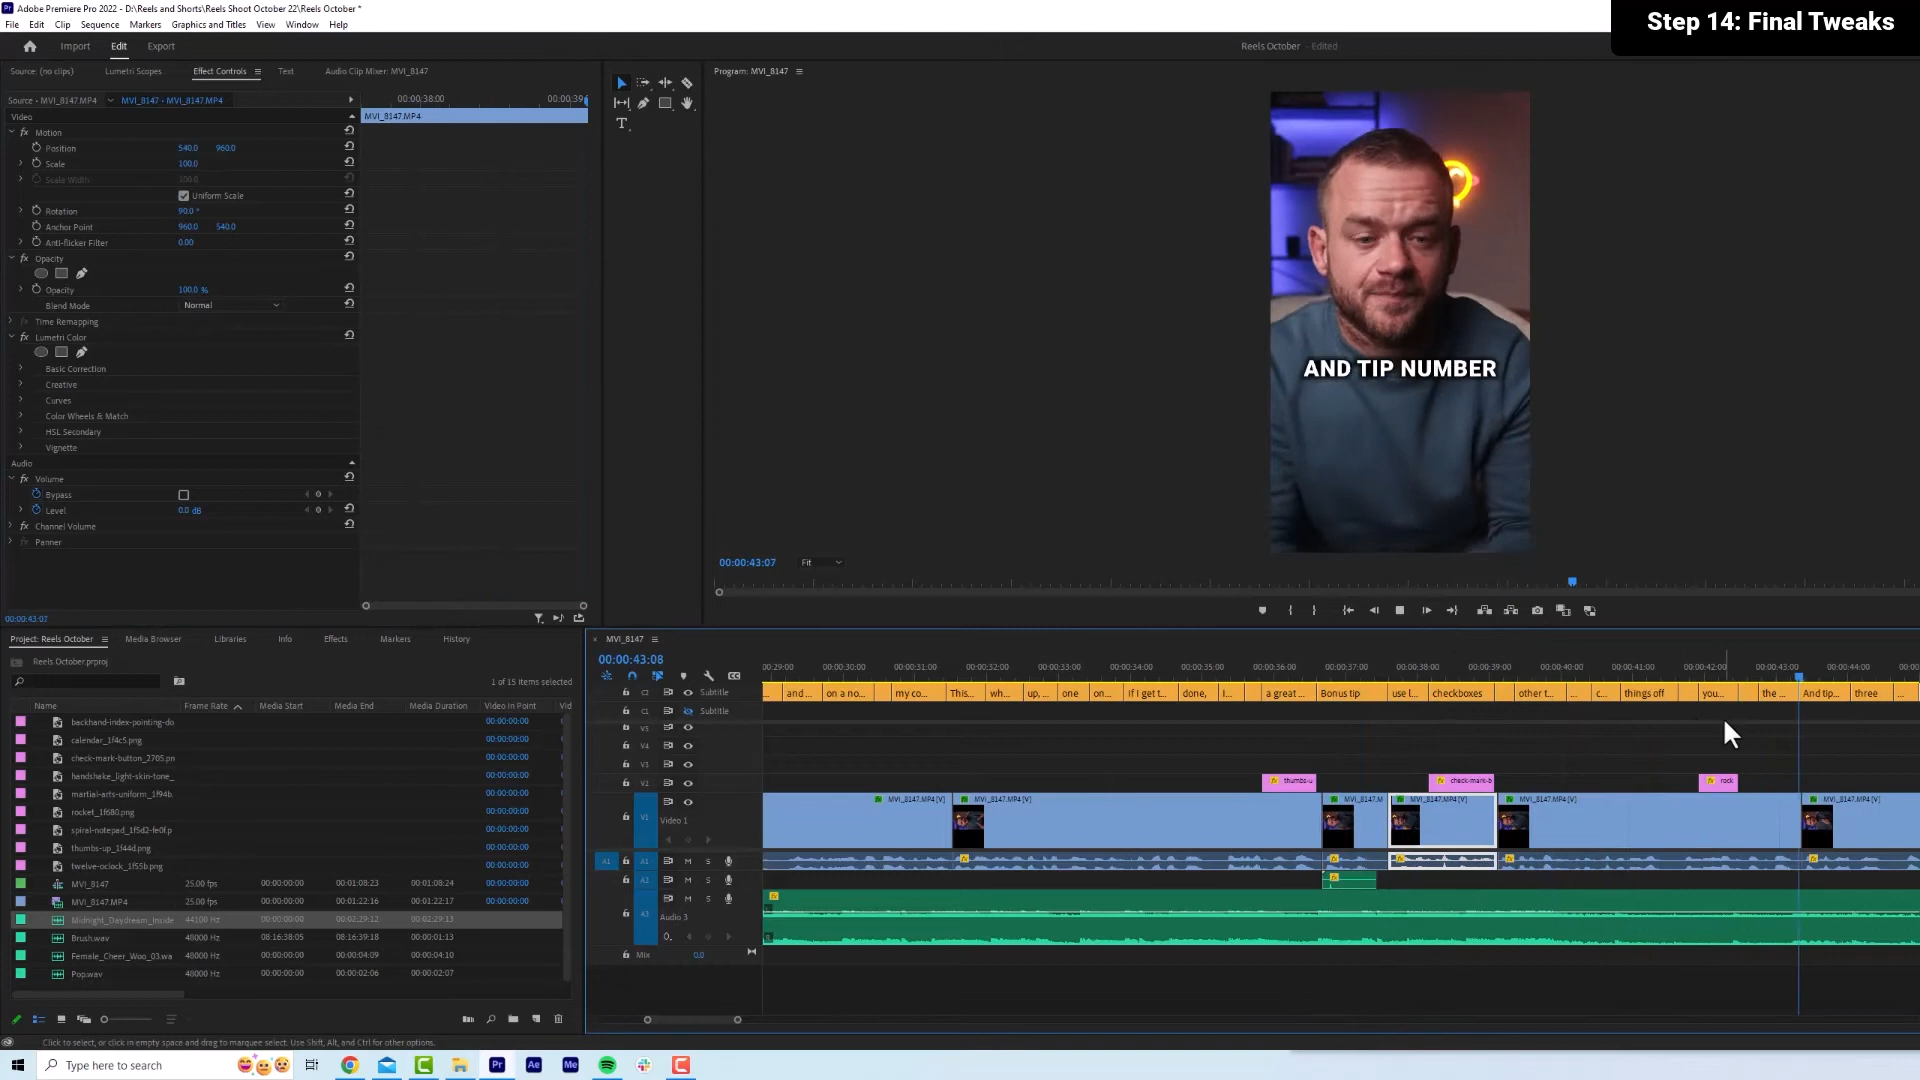 Adobe Premiere Pro 2022 - D:\Reels and Shorts\Reels Shoot October 22\Reels October *
Step 14: Final Tweaks
File Edit Clip Sequence Markers Graphics and Titles View Window Help
Import Edit Export
Reels October - Edited
Source: (no clips) Lumetri Scopes Effect Controls Text Audio Clip Mixer: MVI_8147
Program: MVI_8147
Source • MVI_8147.MP4 MVI_8147 • MVI_8147.MP4
00:00:38:00 00:00:39:
Video
MVI_8147.MP4
fx Motion
Position 540.0 960.0
Scale 100.0
Scale Width 100.0
Uniform Scale
Rotation 90.0 °
Anchor Point 960.0 540.0
Anti-flicker Filter 0.00
fx Opacity
Opacity 100.0 %
Blend Mode Normal
fx Time Remapping
fx Lumetri Color
Basic Correction
Creative
Curves
Color Wheels & Match
HSL Secondary
Vignette
Audio
fx Volume
Bypass
Level 0.0 dB
fx Channel Volume
fx Panner
00:00:43:07
T
AND TIP NUMBER
00:00:43:07 Fit
Project: Reels October Media Browser Libraries Info Effects Markers History
Reels October.prproj
1 of 15 items selected
Name Frame Rate Media Start Media End Media Duration Video In Point Vid
backhand-index-pointing-do 00:00:00:00
calendar_1f4c5.png 00:00:00:00
check-mark-button_2705.pn 00:00:00:00
handshake_light-skin-tone_ 00:00:00:00
martial-arts-uniform_1f94b. 00:00:00:00
rocket_1f680.png 00:00:00:00
spiral-notepad_1f5d2-fe0f.p 00:00:00:00
thumbs-up_1f44d.png 00:00:00:00
twelve-oclock_1f55b.png 00:00:00:00
MVI_8147 25.00 fps 00:00:00:00 00:01:08:23 00:01:08:24 00:00:00:00
MVI_8147.MP4 25.00 fps 00:00:00:00 00:01:22:16 00:01:22:17 00:00:00:00
Midnight_Daydream_Inside 44100 Hz 00:00:00:00 00:02:29:12 00:02:29:13
Brush.wav 48000 Hz 08:16:38:05 08:16:39:18 00:00:01:13
Female_Cheer_Woo_03.wa 48000 Hz 00:00:00:00 00:00:04:09 00:00:04:10
Pop.wav 48000 Hz 00:00:00:00 00:00:02:06 00:00:02:07
MVI_8147
00:00:43:08
00:29:00 00:00:30:00 00:00:31:00 00:00:32:00 00:00:33:00 00:00:34:00 00:00:35:00 00:00:36:00 00:00:37:00 00:00:38:00 00:00:39:00 00:00:40:00 00:00:41:00 00:00:42:00 00:00:43:00 00:00:44:00
C2 Subtitle ... and ... on a no... my co... This... wh... up, ... one on... If I get t... done, I... a great ... Bonus tip use l... checkboxes other t... ... c... things off you... the ... And tip... three ...
C1 Subtitle
V5
V4
V3
V2 fx thumbs-u fx check-mark-b fx rock
V1 Video 1 MVI_8147.MP4 [V] MVI_8147.MP4 [V] MVI_8147.M MVI_8147.MP4 [V] MVI_8147.MP4 [V] MVI_8147.MP4 [V]
A1 A1 M S
A2 M S
A3 M S
Audio 3
Mix 0.0
Click to select, or click in empty space and drag to marquee select. Use Shift, Alt, and Ctrl for other options.
Type here to search Pr Ae Me